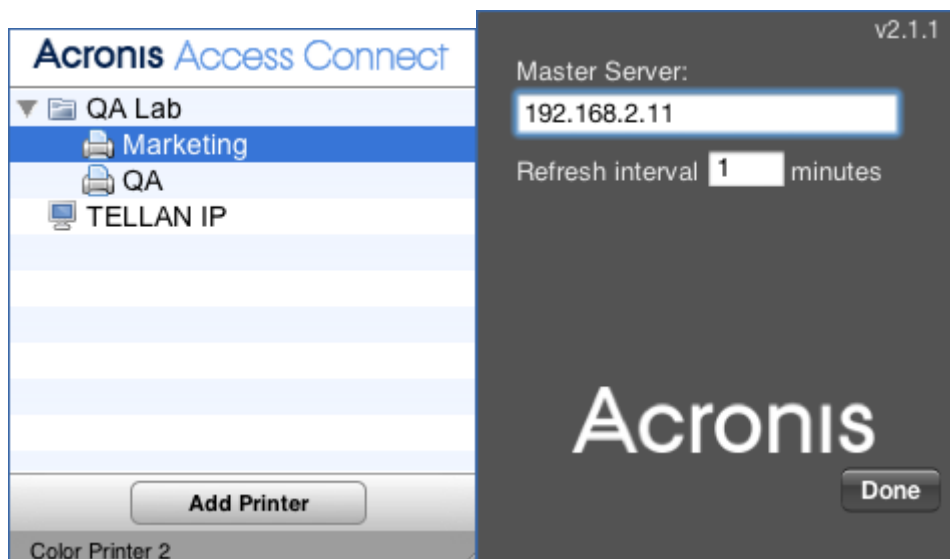 Acronis Access Connect
QA Lab
Marketing
QA
TELLAN IP
Add Printer
Color Printer 2
v2.1.1
Master Server:
192.168.2.11
Refresh interval 1 minutes
Acronis
Done